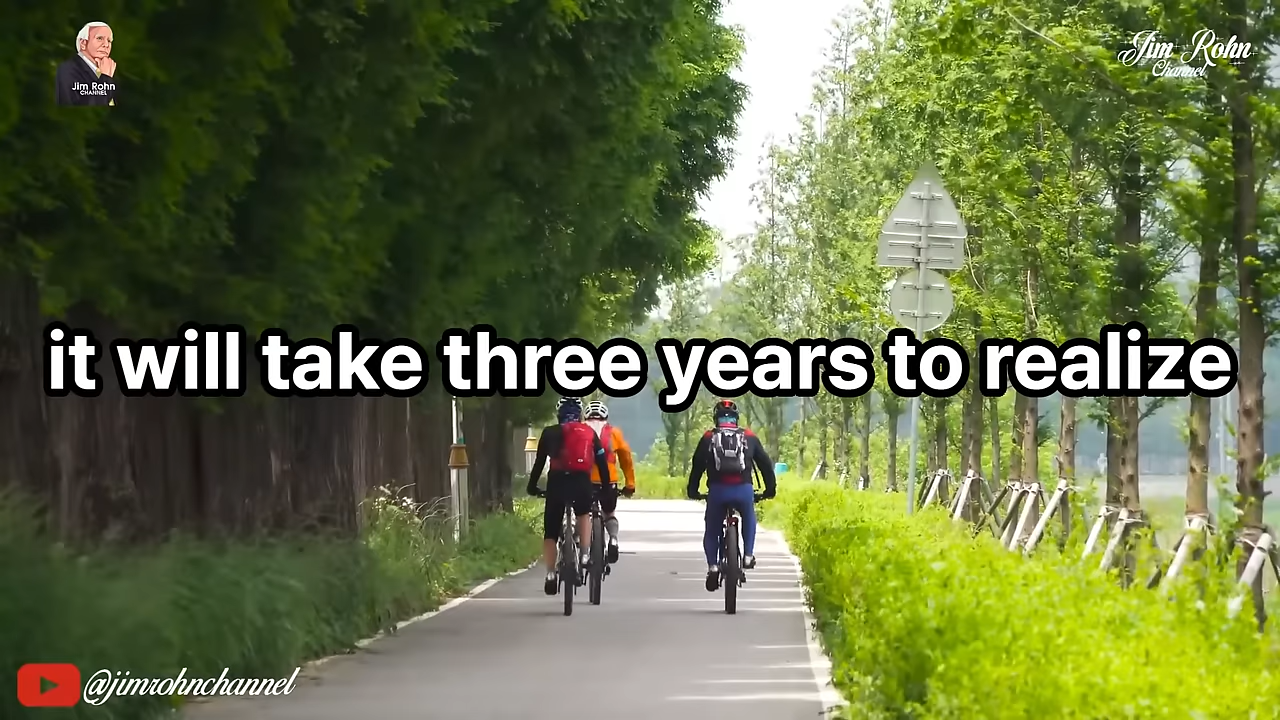 Jim Rohn
CHANNEL
Jim Rohn
Channel
it will take three years to realize
@jimrohnchannel